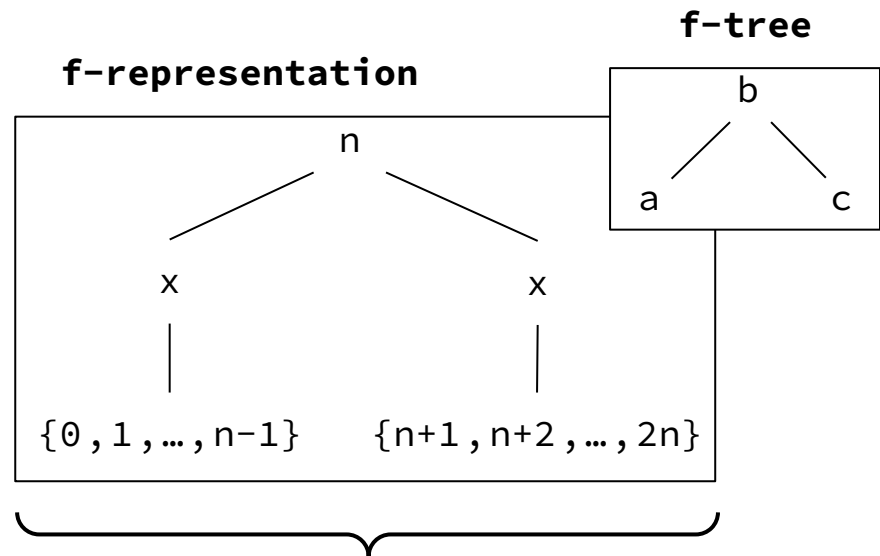 f-tree
f-representation
b
a c
n
x x
{0,1,…,n-1} {n+1,n+2,…,2n}